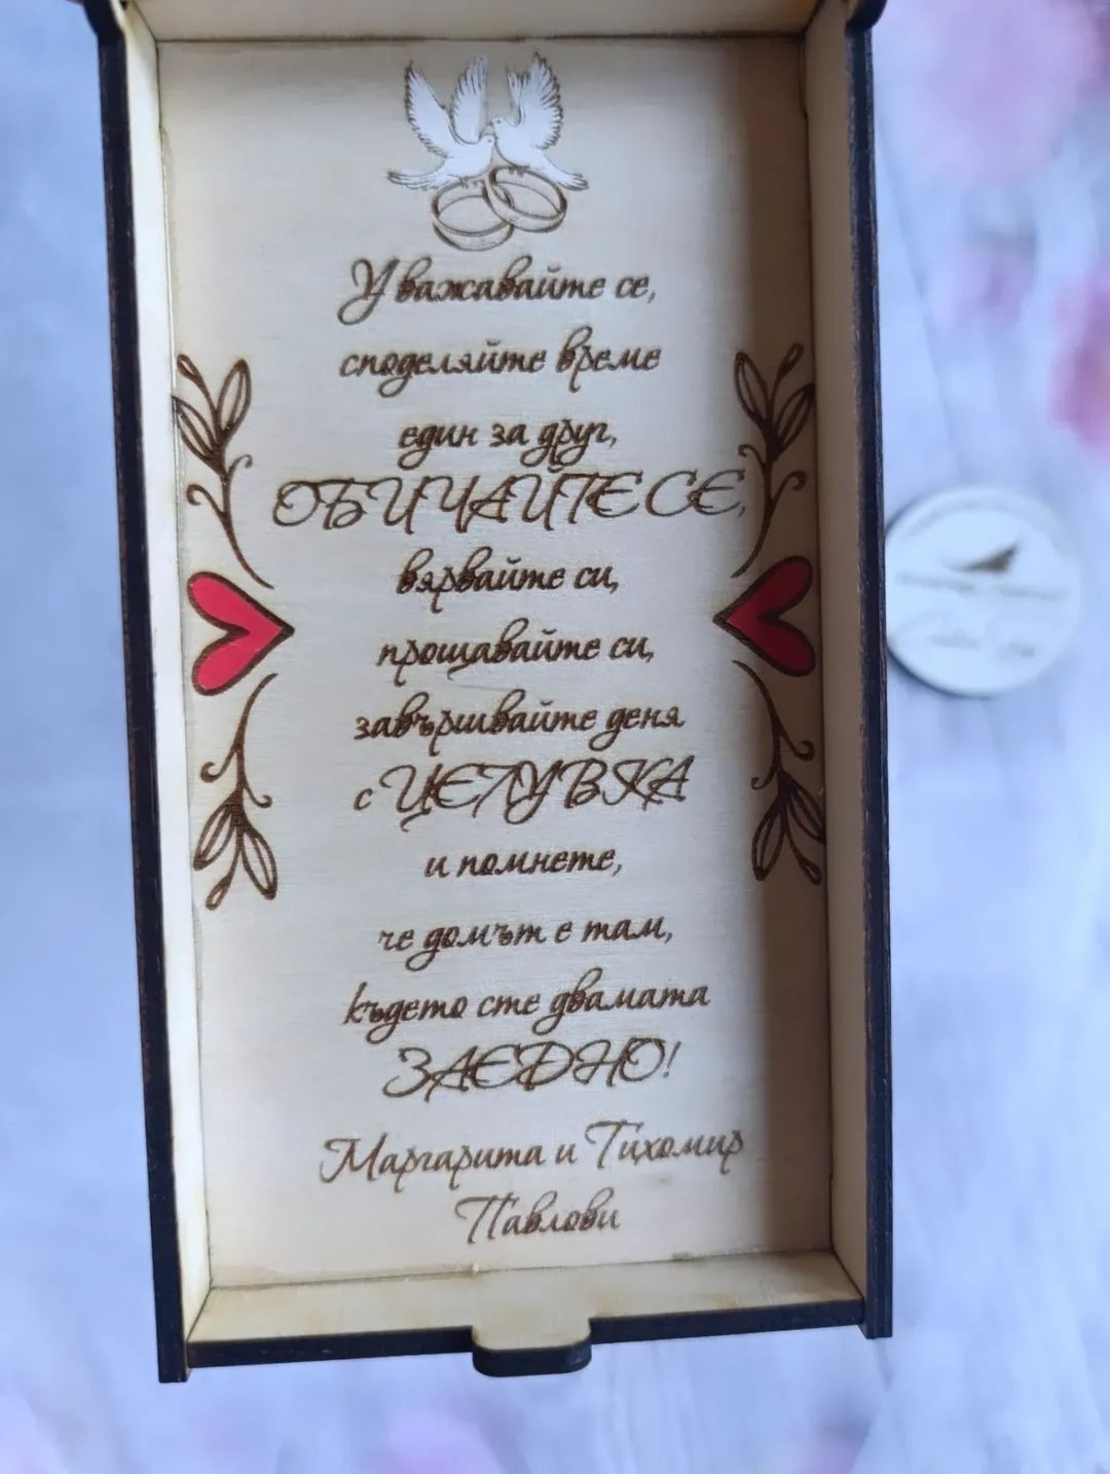 Уважавайте се,
споделяйте време
един за друг,
ОБИЧАЙТЕ СЕ,
вярвайте си,
прощавайте си,
завършвайте деня
с ЦЕЛУВКА
и помнете,
че домът е там,
където сте двамата
ЗАЕДНО!
Маргарита и Тихомир
Павлови